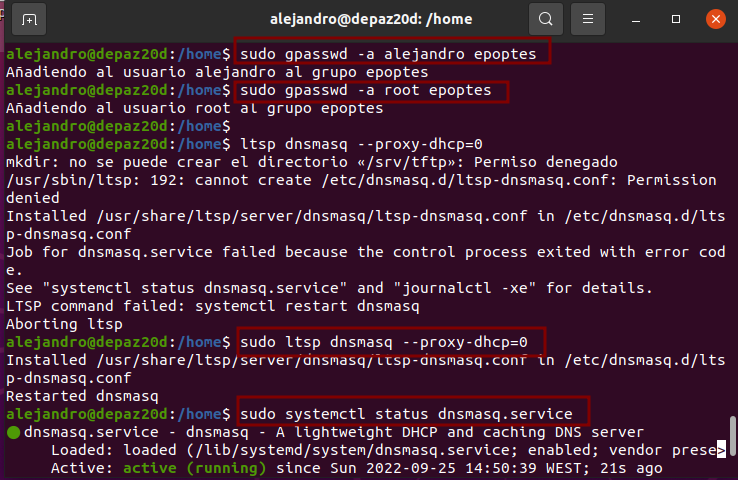 alejandro@depaz20d: /home
alejandro@depaz20d:/home$ sudo gpasswd -a alejandro epoptes
Añadiendo al usuario alejandro al grupo epoptes
alejandro@depaz20d:/home$ sudo gpasswd -a root epoptes
Añadiendo al usuario root al grupo epoptes
alejandro@depaz20d:/home$
alejandro@depaz20d:/home$ ltsp dnsmasq --proxy-dhcp=0
mkdir: no se puede crear el directorio «/srv/tftp»: Permiso denegado
/usr/sbin/ltsp: 192: cannot create /etc/dnsmasq.d/ltsp-dnsmasq.conf: Permission
denied
Installed /usr/share/ltsp/server/dnsmasq/ltsp-dnsmasq.conf in /etc/dnsmasq.d/lts
p-dnsmasq.conf
Job for dnsmasq.service failed because the control process exited with error cod
e.
See "systemctl status dnsmasq.service" and "journalctl -xe" for details.
LTSP command failed: systemctl restart dnsmasq
Aborting ltsp
alejandro@depaz20d:/home$ sudo ltsp dnsmasq --proxy-dhcp=0
Installed /usr/share/ltsp/server/dnsmasq/ltsp-dnsmasq.conf in /etc/dnsmasq.d/lts
p-dnsmasq.conf
Restarted dnsmasq
alejandro@depaz20d:/home$ sudo systemctl status dnsmasq.service
● dnsmasq.service - dnsmasq - A lightweight DHCP and caching DNS server
Loaded: loaded (/lib/systemd/system/dnsmasq.service; enabled; vendor prese>
Active: active (running) since Sun 2022-09-25 14:50:39 WEST; 21s ago